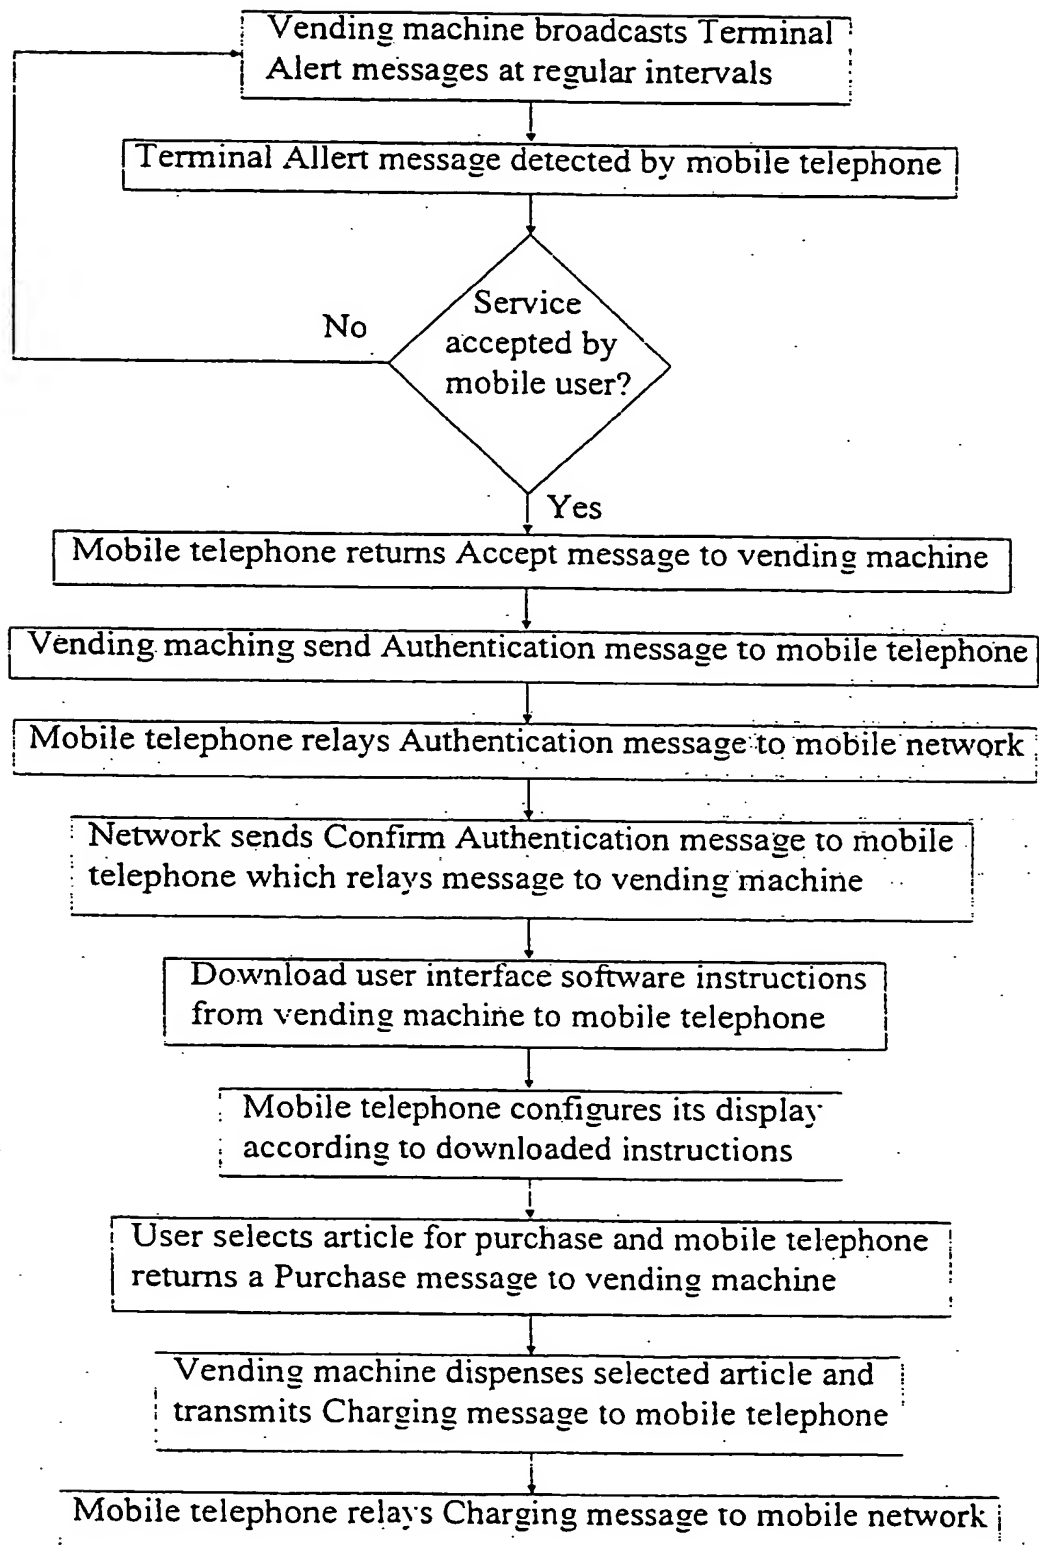 Vending machine broadcasts Terminal
Alert messages at regular intervals
Terminal Allert message detected by mobile telephone
Service
accepted by
mobile user?
No
Yes
Mobile telephone returns Accept message to vending machine
Vending maching send Authentication message to mobile telephone
Mobile telephone relays Authentication message to mobile network
Network sends Confirm Authentication message to mobile
telephone which relays message to vending machine
Download user interface software instructions
from vending machine to mobile telephone
Mobile telephone configures its display
according to downloaded instructions
User selects article for purchase and mobile telephone
returns a Purchase message to vending machine
Vending machine dispenses selected article and
transmits Charging message to mobile telephone
Mobile telephone relays Charging message to mobile network